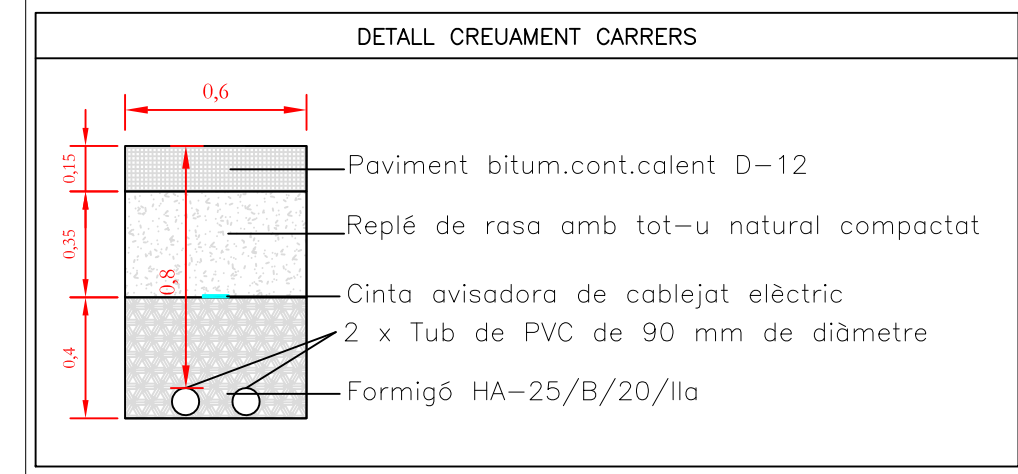 DETALL CREUAMENT CARRERS
0,6
0,15
Paviment bitum.cont.calent D-12
0,35
Replé de rasa amb tot-u natural compactat
0,8
Cinta avisadora de cablejat elèctric
2 x Tub de PVC de 90 mm de diàmetre
0,4
Formigó HA-25/B/20/IIa